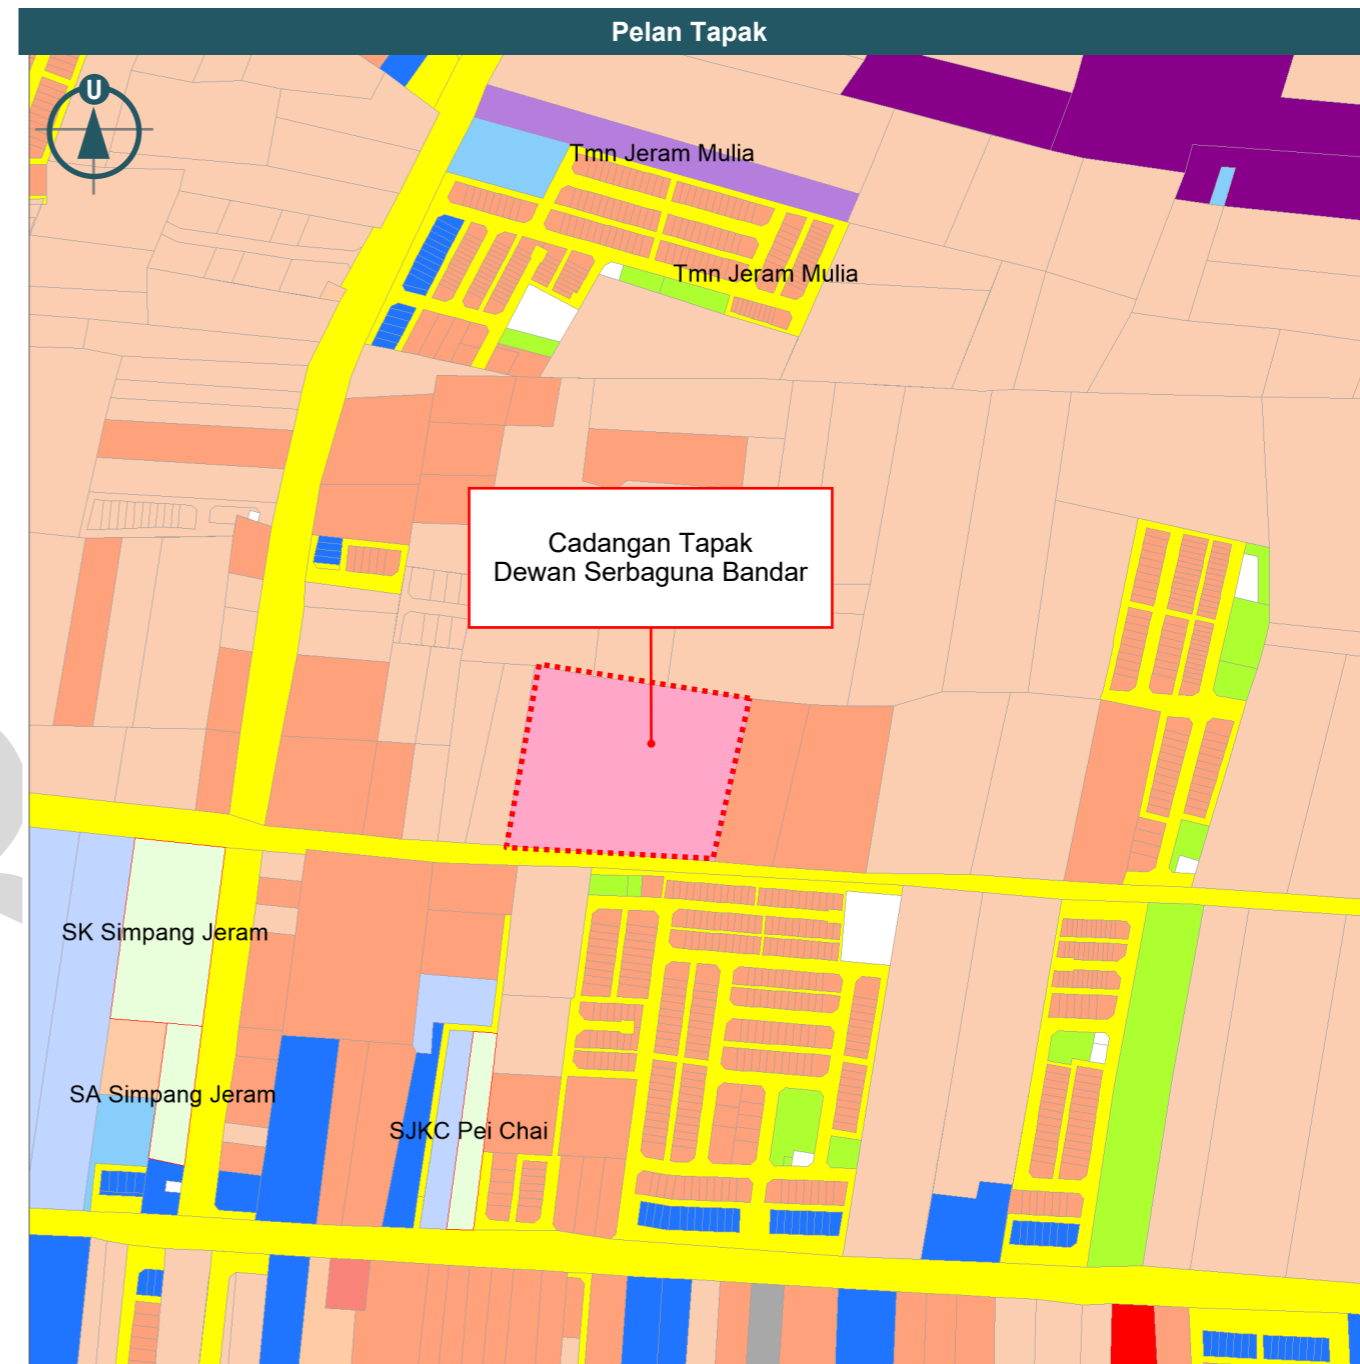 Pelan Tapak
U
Tmn Jeram Mulia
Tmn Jeram Mulia
Cadangan Tapak
Dewan Serbaguna Bandar
SK Simpang Jeram
SA Simpang Jeram
SJKC Pei Chai